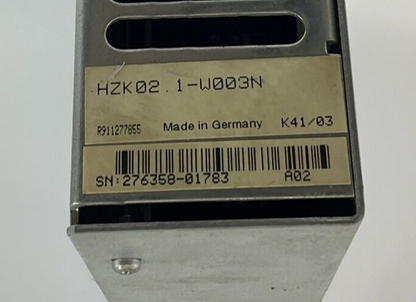 HZK02.1-W003N
R911277855 Made in Germany K41/03
SN:276358-01783 A02